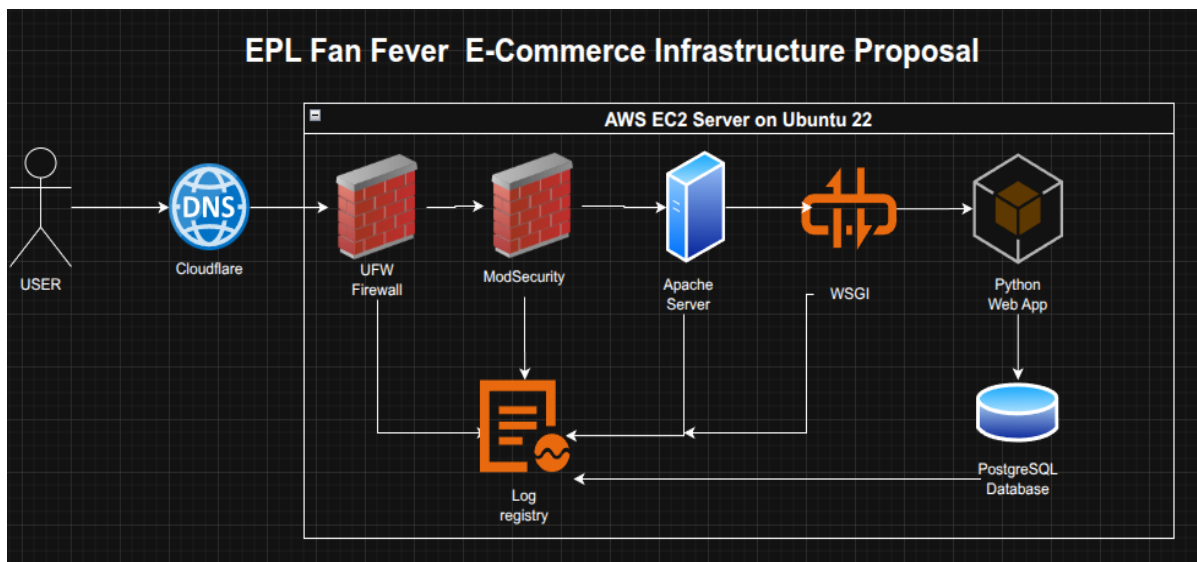 EPL Fan Fever E-Commerce Infrastructure Proposal
AWS EC2 Server on Ubuntu 22
DNS
USER
Cloudflare
UFW
Firewall
ModSecurity
Apache
Server
WSGI
Python
Web App
Log
registry
PostgreSQL
Database